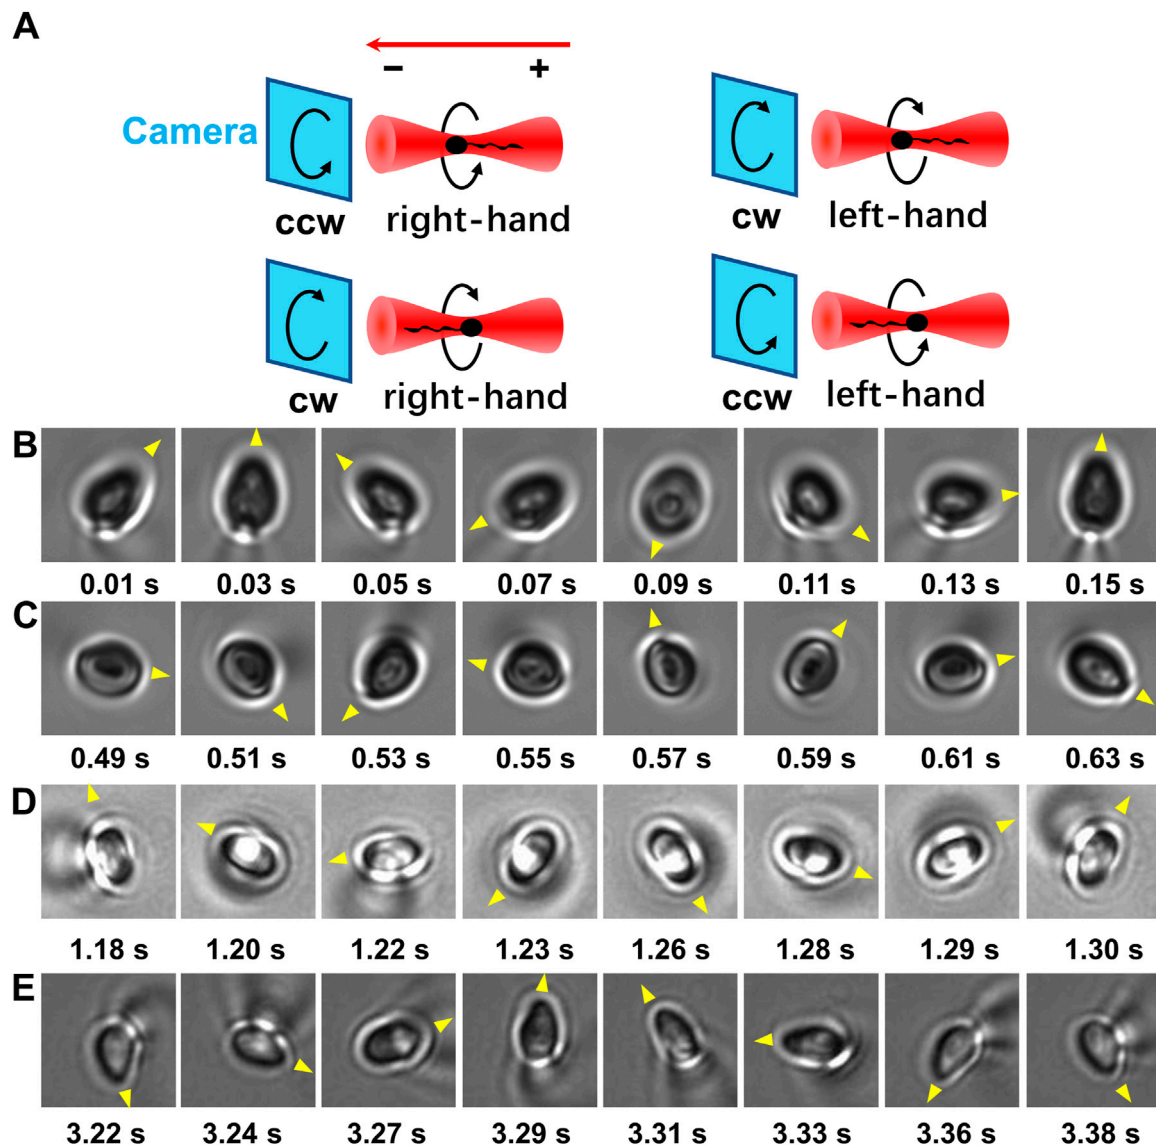 A
− +
Camera
ccw right-hand cw left-hand
cw right-hand ccw left-hand
B
0.01 s 0.03 s 0.05 s 0.07 s 0.09 s 0.11 s 0.13 s 0.15 s
C
0.49 s 0.51 s 0.53 s 0.55 s 0.57 s 0.59 s 0.61 s 0.63 s
D
1.18 s 1.20 s 1.22 s 1.23 s 1.26 s 1.28 s 1.29 s 1.30 s
E
3.22 s 3.24 s 3.27 s 3.29 s 3.31 s 3.33 s 3.36 s 3.38 s